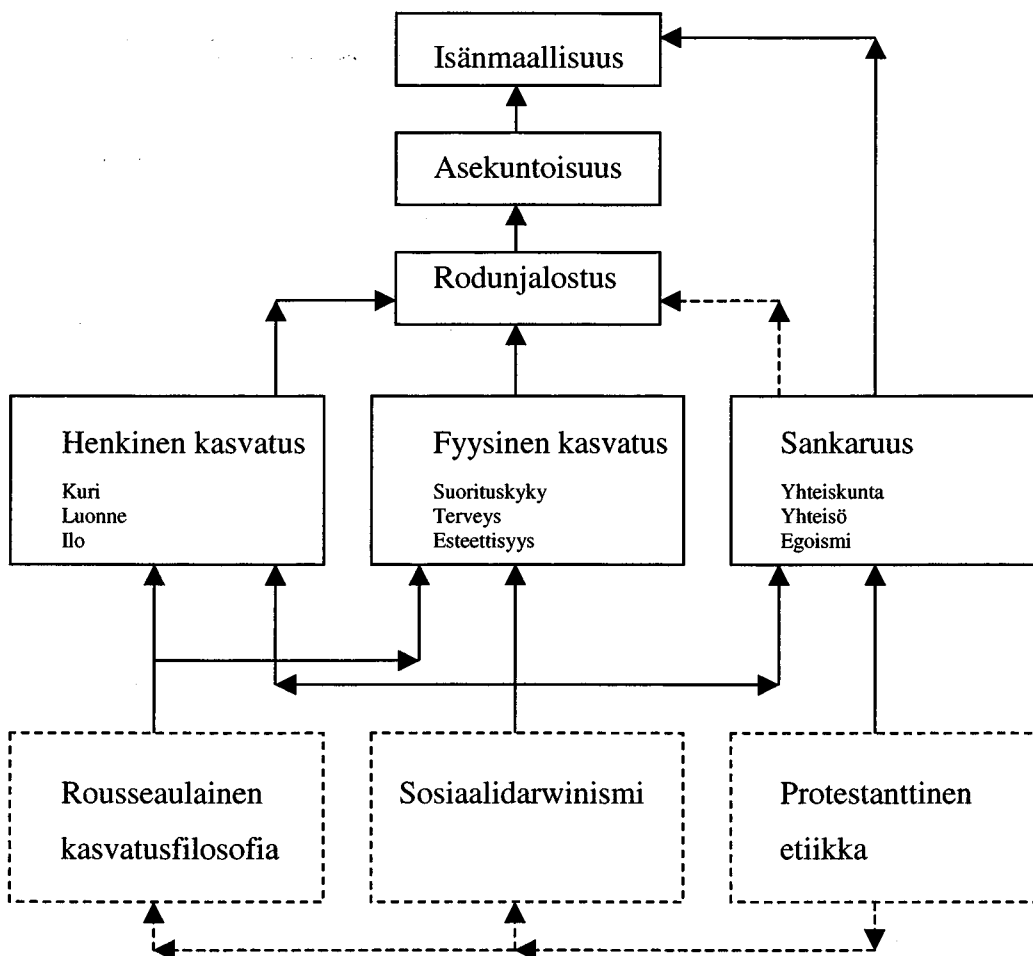 Isänmaallisuus
Asekuntoisuus
Rodunjalostus
Henkinen kasvatus
Kuri
Luonne
Ilo
Fyysinen kasvatus
Suorituskyky
Terveys
Esteettisyys
Sankaruus
Yhteiskunta
Yhteisö
Egoismi
Rousseaulainen
kasvatusfilosofia
Sosiaalidarwinismi
Protestanttinen
etiikka